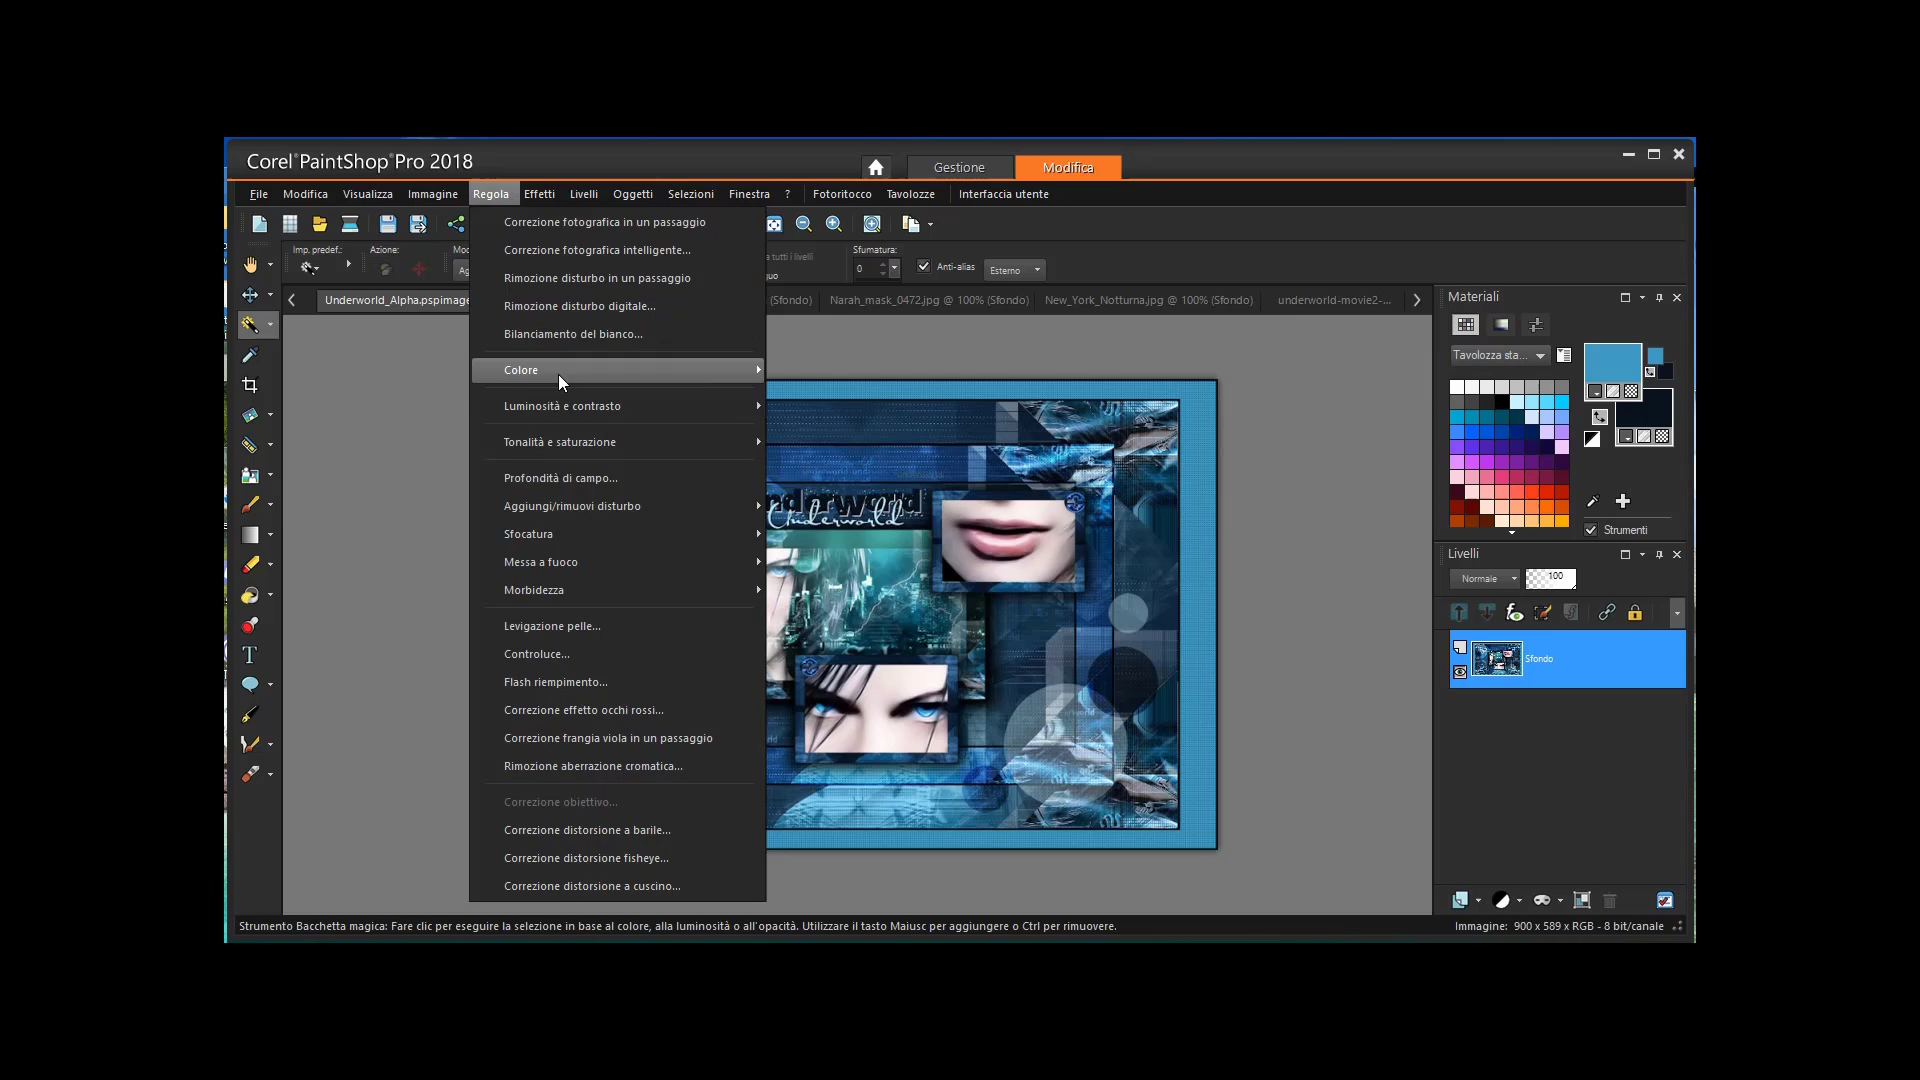 Corel PaintShop Pro 2018
Gestione
Modifica
File Modifica Visualizza Immagine Regola Effetti Livelli Oggetti Selezioni Finestra ? Fotoritocco Tavolozze Interfaccia utente
Correzione fotografica in un passaggio
Correzione fotografica intelligente...
Rimozione disturbo in un passaggio
Rimozione disturbo digitale...
Bilanciamento del bianco...
Colore
Luminosità e contrasto
Tonalità e saturazione
Profondità di campo...
Aggiungi/rimuovi disturbo
Sfocatura
Messa a fuoco
Morbidezza
Levigazione pelle...
Controluce...
Flash riempimento...
Correzione effetto occhi rossi...
Correzione frangia viola in un passaggio
Rimozione aberrazione cromatica...
Correzione obiettivo...
Correzione distorsione a barile...
Correzione distorsione fisheye...
Correzione distorsione a cuscino...
Imp. predef.:
Azione:
a tutti i livelli
Sfumatura:
0
Anti-alias
Esterno
Underworld_Alpha.pspimage
(Sfondo)
Narah_mask_0472.jpg @ 100% (Sfondo)
New_York_Notturna.jpg @ 100% (Sfondo)
underworld-movie2-...
Underworld
Materiali
Tavolozza sta...
Strumenti
Livelli
Normale
100
Sfondo
Strumento Bacchetta magica: Fare clic per eseguire la selezione in base al colore, alla luminosità o all'opacità. Utilizzare il tasto Maiusc per aggiungere o Ctrl per rimuovere.
Immagine: 900 x 589 x RGB - 8 bit/canale